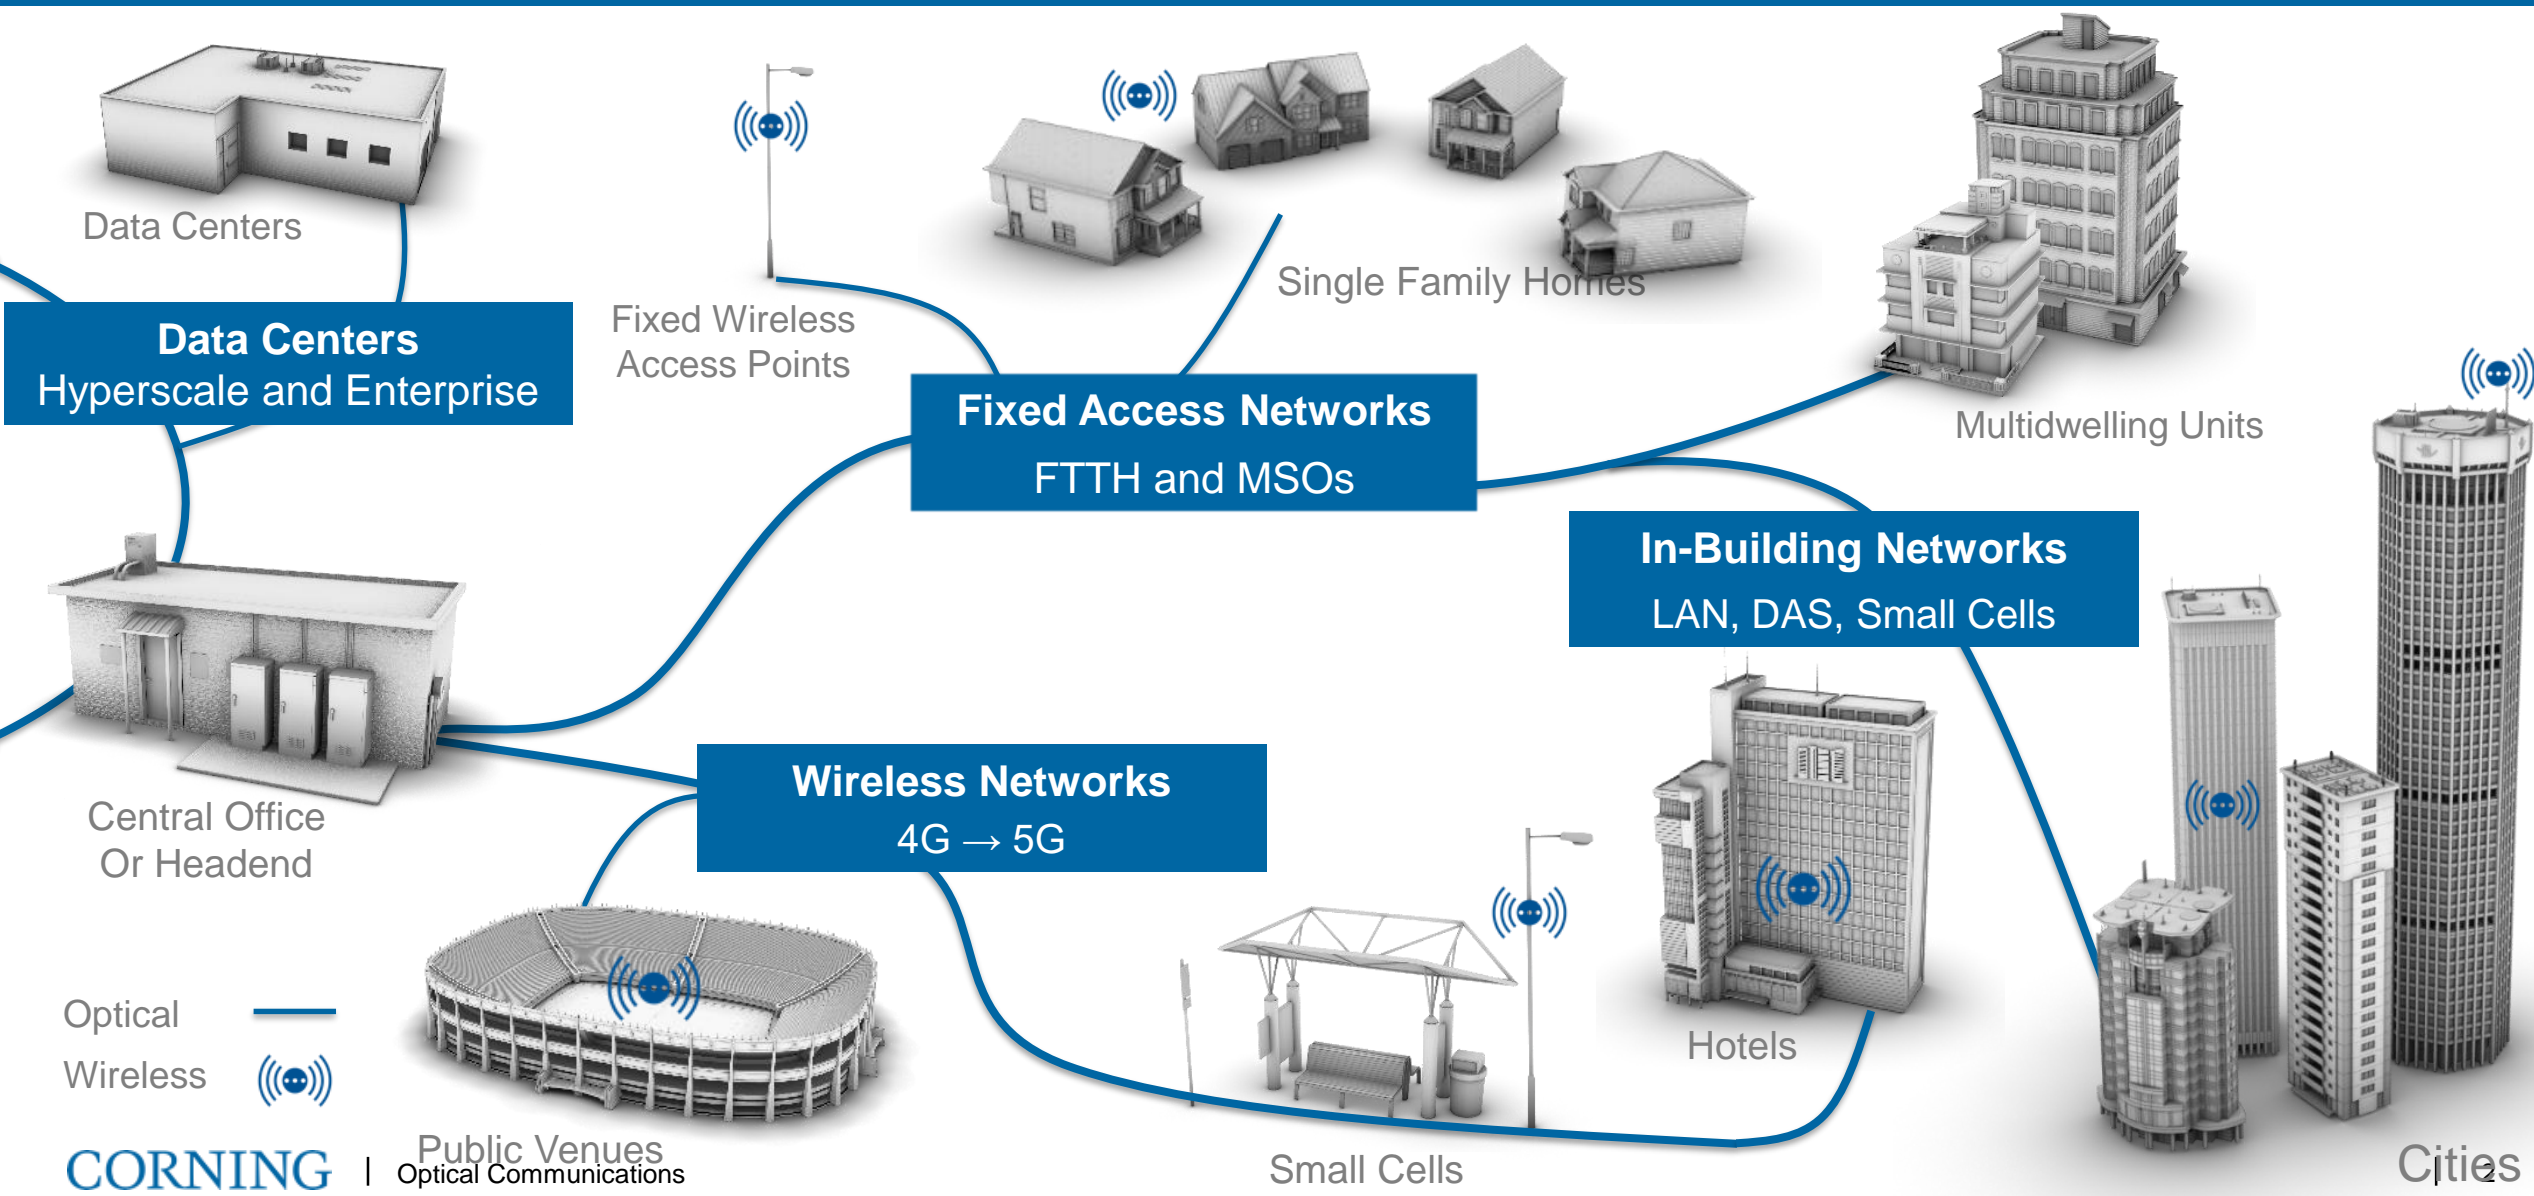 Data Centers
Data Centers
Hyperscale and Enterprise
Fixed Wireless
Access Points
Single Family Homes
Multidwelling Units
Fixed Access Networks
FTTH and MSOs
In-Building Networks
LAN, DAS, Small Cells
Central Office
Or Headend
Wireless Networks
4G → 5G
Optical
Wireless
Public Venues
Small Cells
Hotels
Cities
CORNING | Optical Communications
| 2